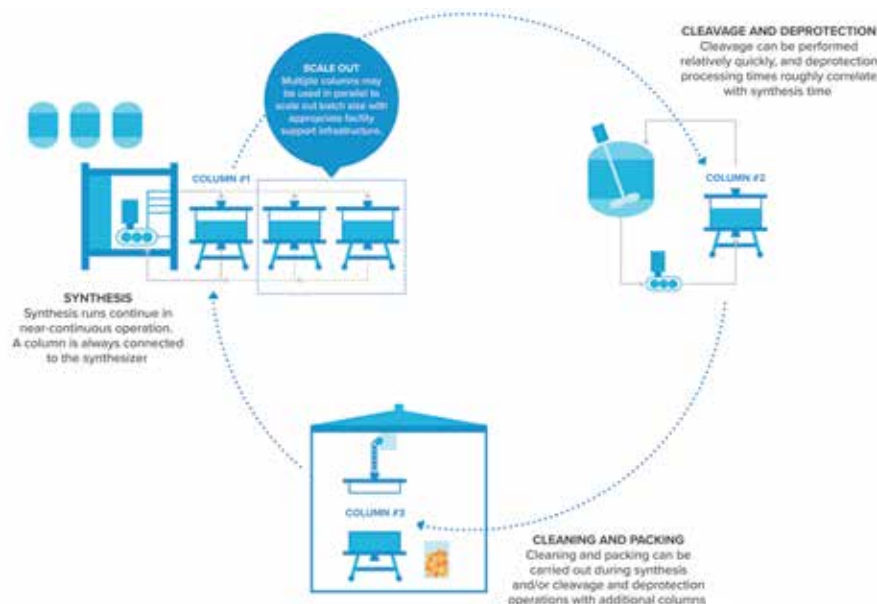 SCALE OUT
Multiple columns may
be used in parallel to
scale out batch size with
appropriate facility
support infrastructure.
CLEAVAGE AND DEPROTECTION
Cleavage can be performed
relatively quickly, and deprotection
processing times roughly correlate
with synthesis time
COLUMN #1
COLUMN #2
SYNTHESIS
Synthesis runs continue in
near-continuous operation.
A column is always connected
to the synthesizer
COLUMN #3
CLEANING AND PACKING
Cleaning and packing can be
carried out during synthesis
and/or cleavage and deprotection
operations with additional columns